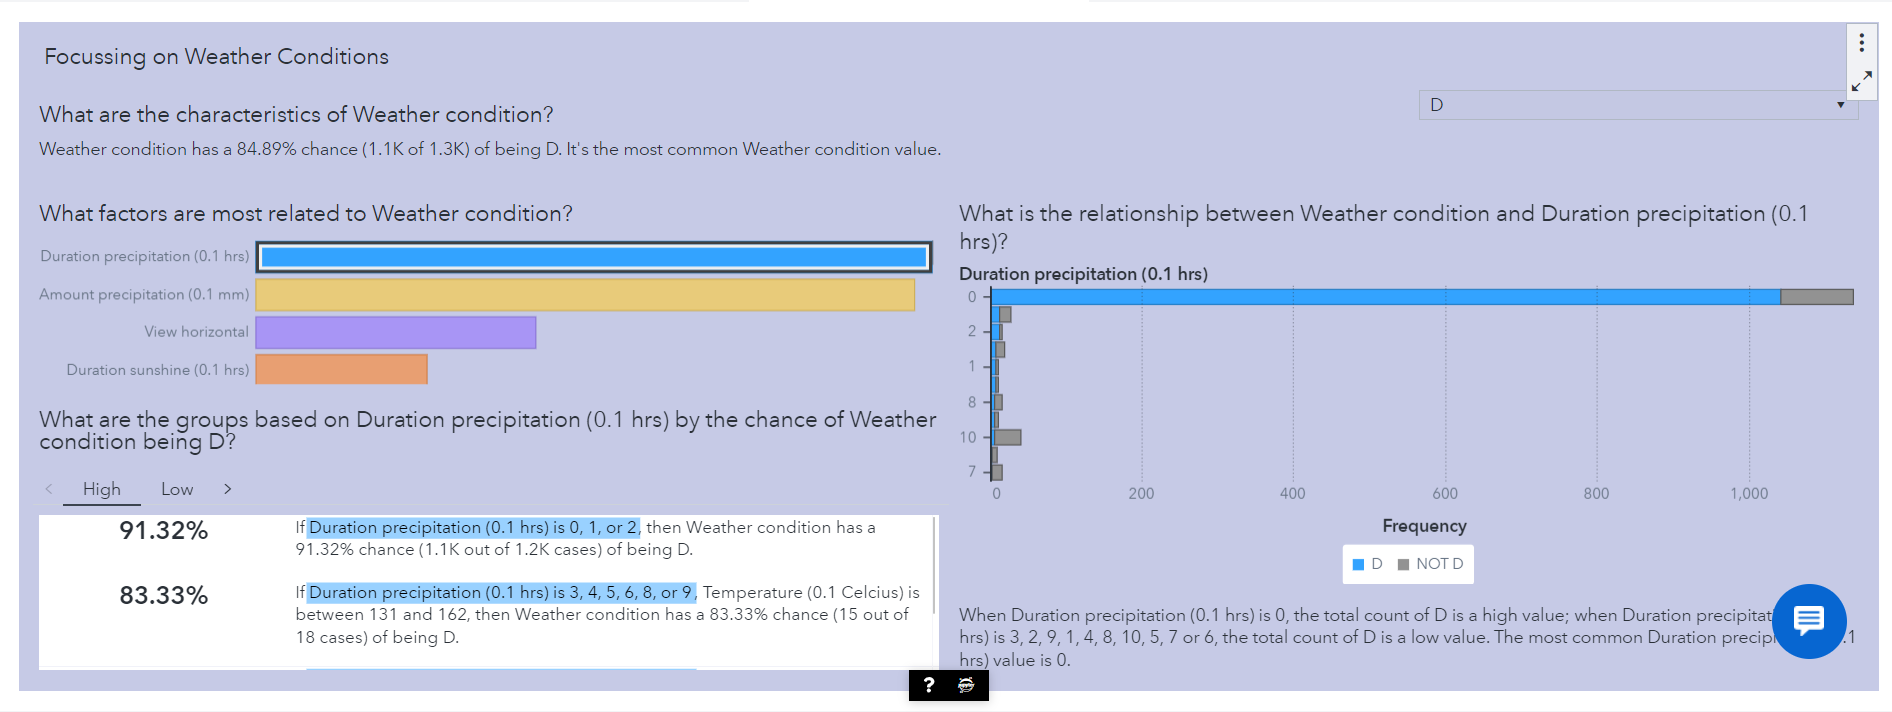 Focussing on Weather Conditions
What are the characteristics of Weather condition?
D
Weather condition has a 84.89% chance (1.1K of 1.3K) of being D. It's the most common Weather condition value.
What factors are most related to Weather condition?
Duration precipitation (0.1 hrs)
Amount precipitation (0.1 mm)
View horizontal
Duration sunshine (0.1 hrs)
What are the groups based on Duration precipitation (0.1 hrs) by the chance of Weather
condition being D?
High Low
91.32%
If Duration precipitation (0.1 hrs) is 0, 1, or 2, then Weather condition has a
91.32% chance (1.1K out of 1.2K cases) of being D.
83.33%
If Duration precipitation (0.1 hrs) is 3, 4, 5, 6, 8, or 9, Temperature (0.1 Celcius) is
between 131 and 162, then Weather condition has a 83.33% chance (15 out of
18 cases) of being D.
What is the relationship between Weather condition and Duration precipitation (0.1
hrs)?
Duration precipitation (0.1 hrs)
0
2
1
8
10
7
0 200 400 600 800 1,000
Frequency
D NOT D
When Duration precipitation (0.1 hrs) is 0, the total count of D is a high value; when Duration
hrs) is 3, 2, 9, 1, 4, 8, 10, 5, 7 or 6, the total count of D is a low value. The most common Duration .1
hrs) value is 0.
?